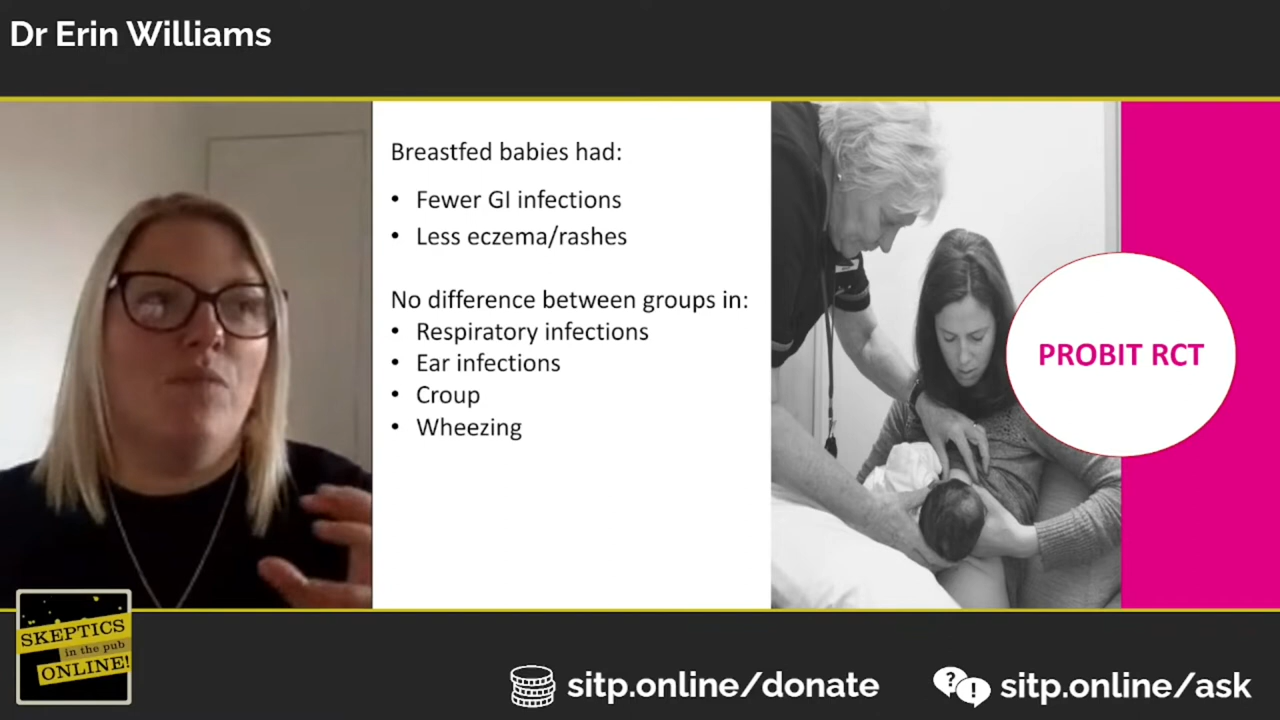 Dr Erin Williams
Breastfed babies had:
• Fewer GI infections
• Less eczema/rashes
No difference between groups in:
• Respiratory infections
• Ear infections
• Croup
• Wheezing
PROBIT RCT
SKEPTICS
in the pub
ONLINE!
sitp.online/donate
? !
sitp.online/ask